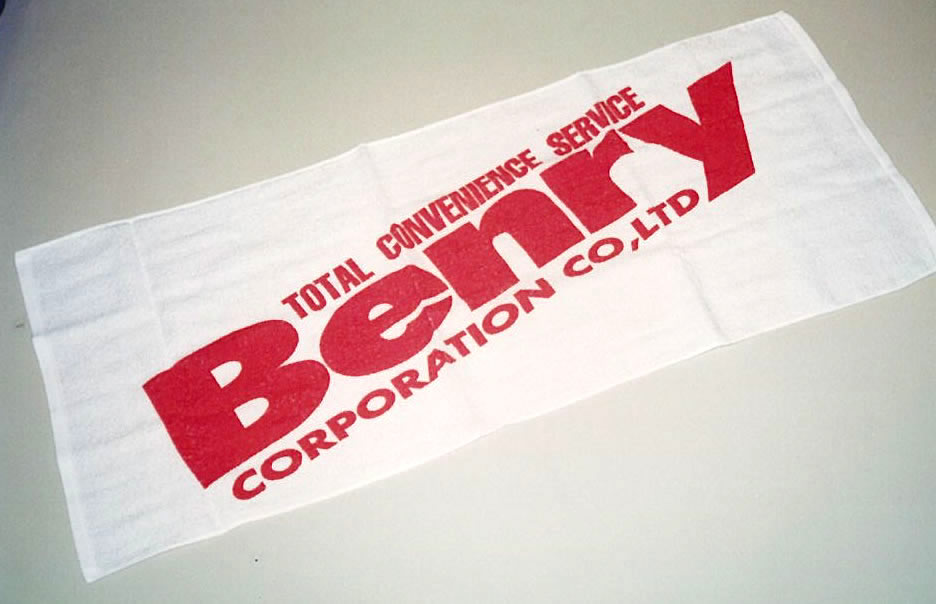 TOTAL CONVENIENCE SERVICE
Benry
CORPORATION CO,LTD